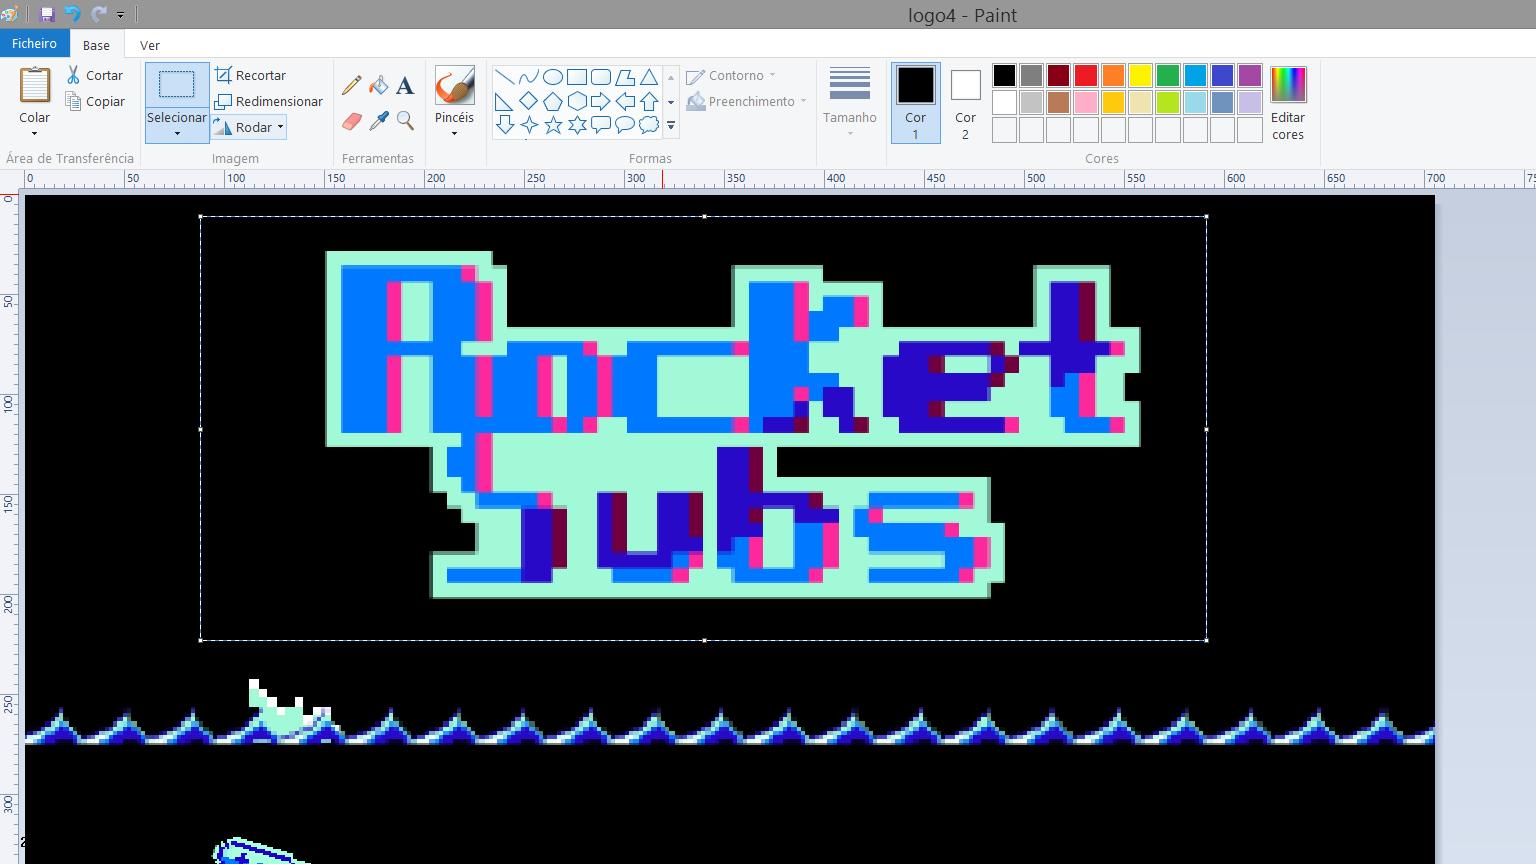 logo4 - Paint
Ficheiro Base Ver
Colar
Cortar
Copiar
Área de Transferência
Selecionar
Recortar
Redimensionar
Rodar
Imagem
A
Ferramentas
Pincéis
Contorno
Preenchimento
Formas
Tamanho
Cor 1
Cor 2
Editar cores
Cores
0 50 100 150 200 250 300 350 400 450 500 550 600 650 700 75
0
50
100
150
200
250
300
Rocket
Subs
2